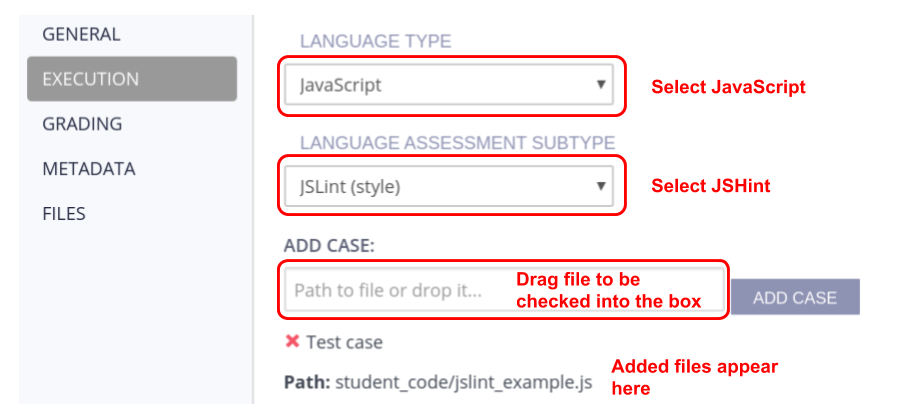 GENERAL
EXECUTION
GRADING
METADATA
FILES
LANGUAGE TYPE
JavaScript
Select JavaScript
LANGUAGE ASSESSMENT SUBTYPE
JSLint (style)
Select JSHint
ADD CASE:
Path to file or drop it...
Drag file to be
checked into the box
ADD CASE
Test case
Path: student_code/jslint_example.js
Added files appear
here